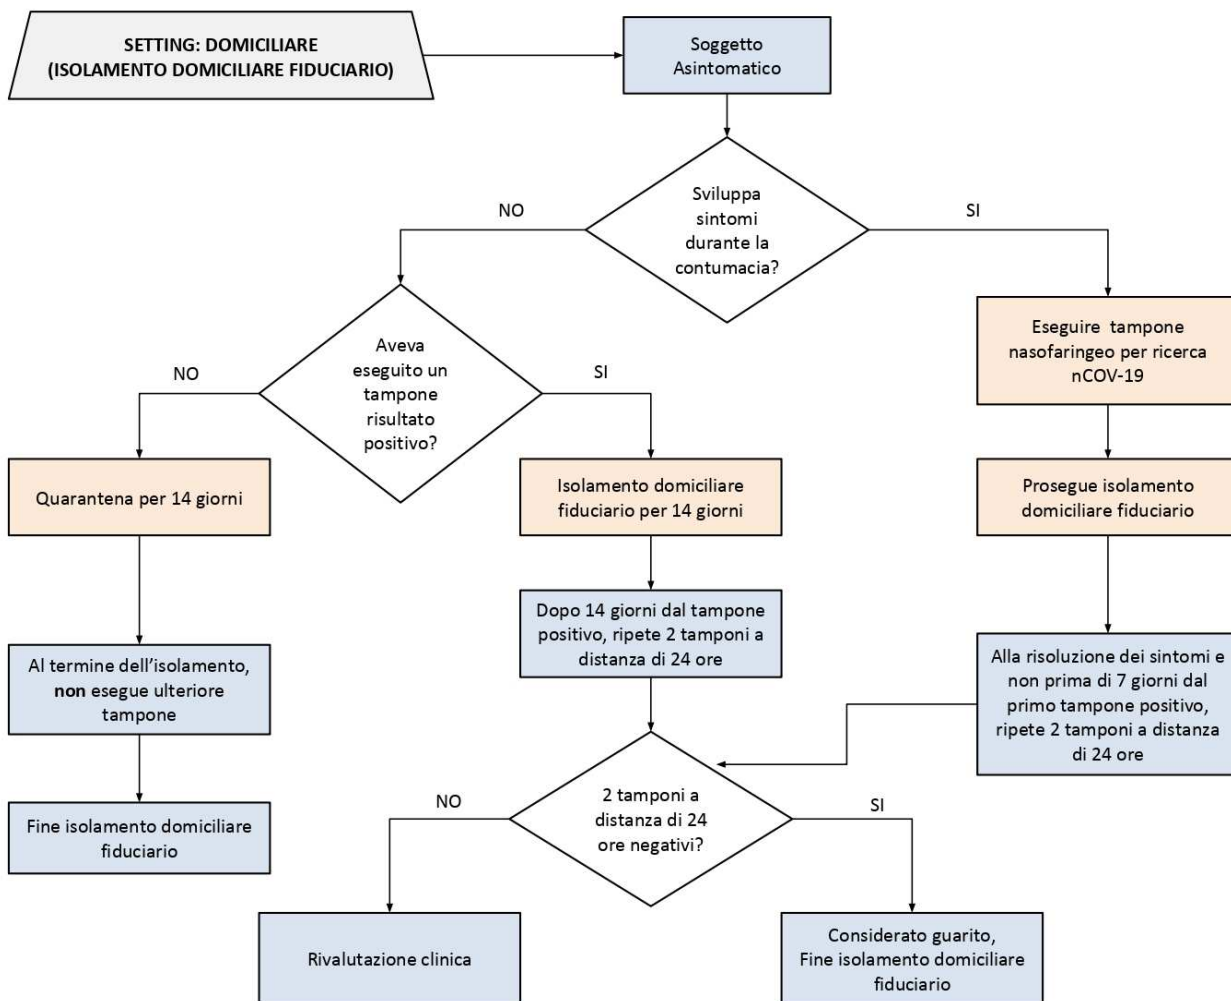 SETTING: DOMICILIARE
(ISOLAMENTO DOMICILIARE FIDUCIARIO)
Soggetto
Asintomatico
Sviluppa
sintomi
durante la
contumacia?
NO
SI
Aveva
eseguito un
tampone
risultato
positivo?
NO
SI
Eseguire tampone
nasofaringeo per ricerca
nCOV-19
Quarantena per 14 giorni
Isolamento domiciliare
fiduciario per 14 giorni
Prosegue isolamento
domiciliare fiduciario
Al termine dell’isolamento,
non esegue ulteriore
tampone
Dopo 14 giorni dal tampone
positivo, ripete 2 tamponi a
distanza di 24 ore
Alla risoluzione dei sintomi e
non prima di 7 giorni dal
primo tampone positivo,
ripete 2 tamponi a distanza
di 24 ore
Fine isolamento domiciliare
fiduciario
2 tamponi a
distanza di 24
ore negativi?
NO
SI
Rivalutazione clinica
Considerato guarito,
Fine isolamento domiciliare
fiduciario